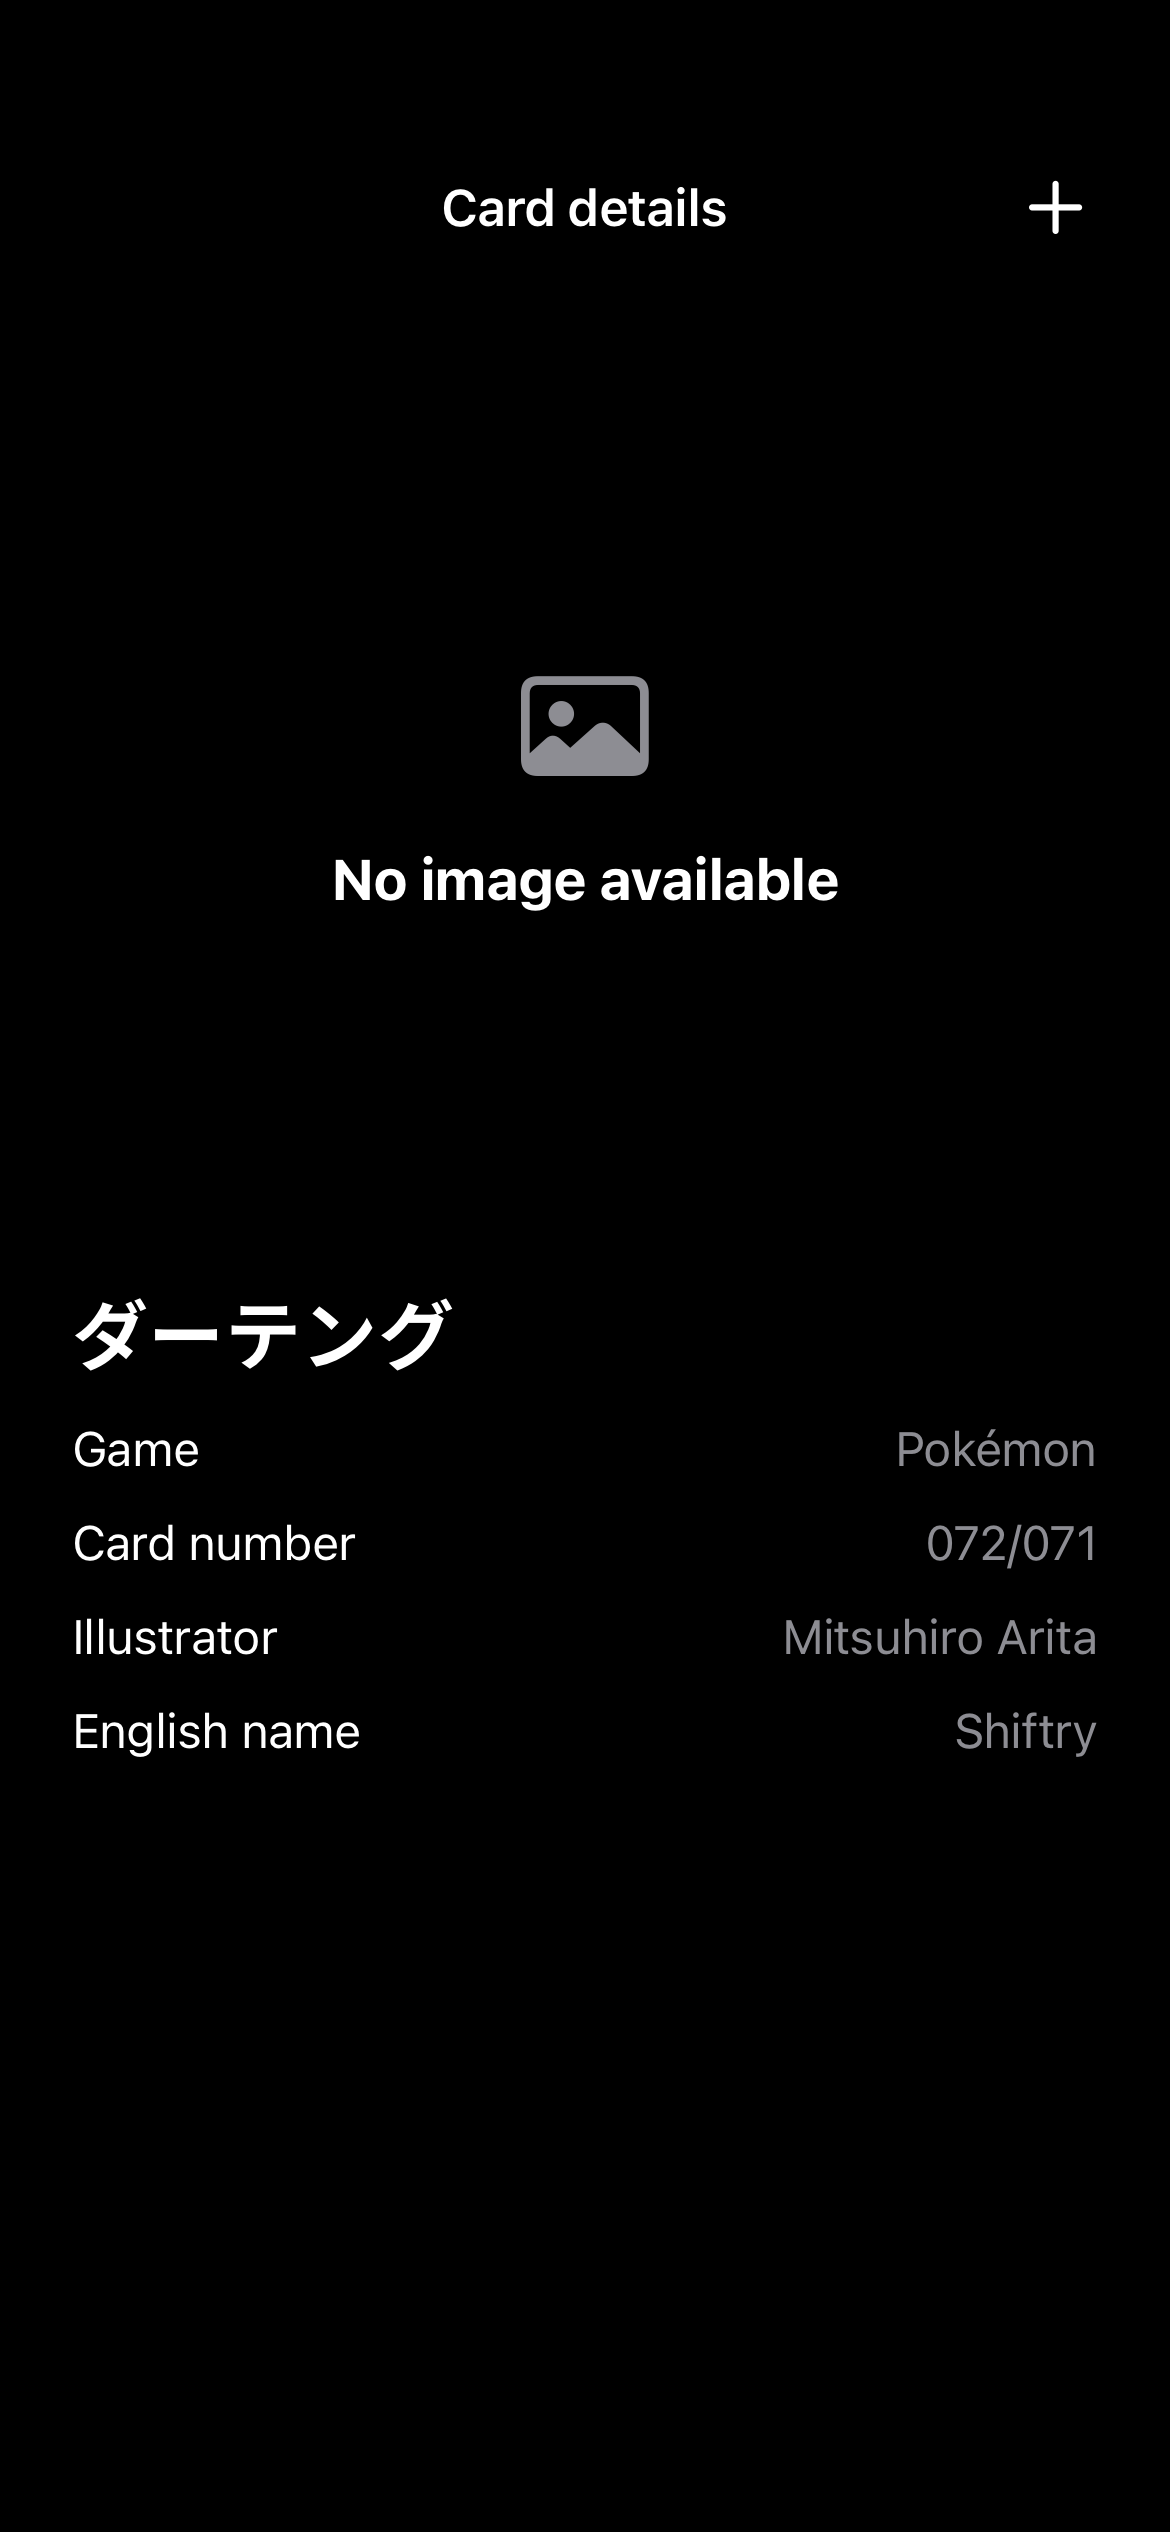 Card details
No image available
ダーテング
Game Pokémon
Card number 072/071
Illustrator Mitsuhiro Arita
English name Shiftry